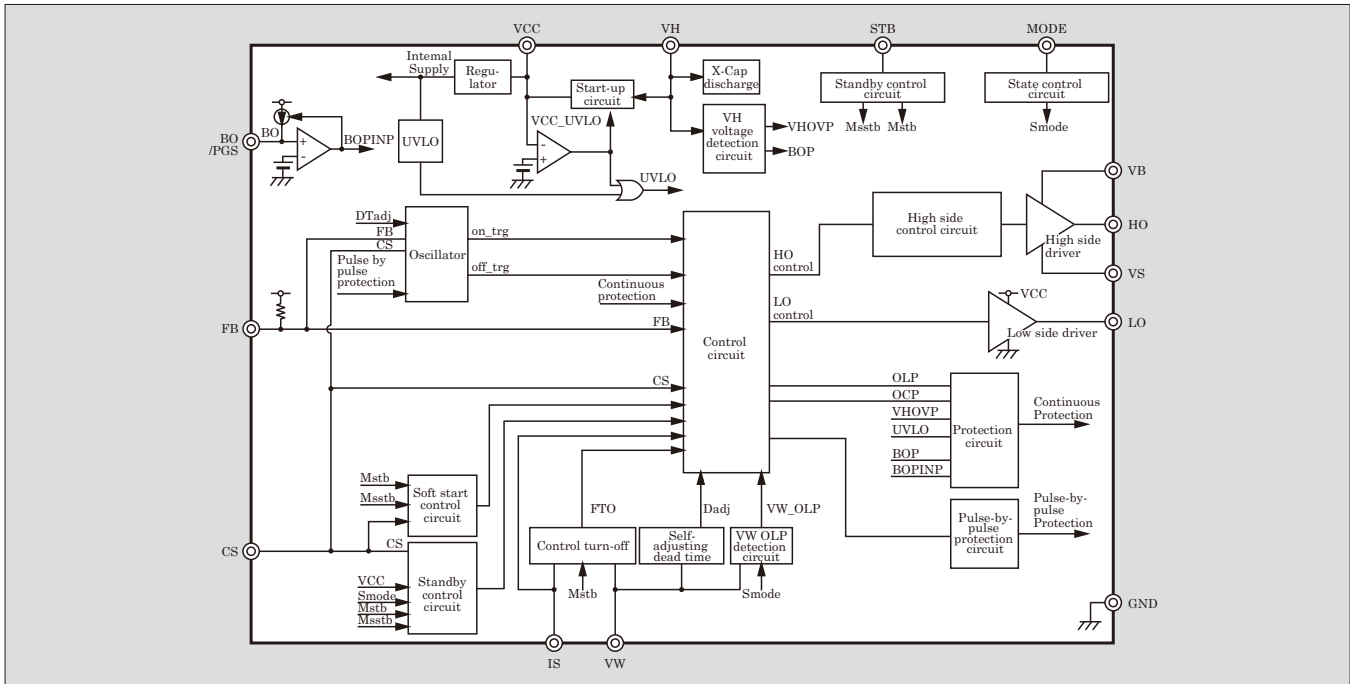 VCC
VH
STB
MODE
Internal
Supply
Regu-
lator
X-Cap
discharge
Start-up
circuit
Standby control
circuit
State control
circuit
Msstb
Mstb
Smode
VCC_UVLO
VH
voltage
detection
circuit
VHOVP
BOP
BO
/PGS
BO
+
-
BOPINP
UVLO
-
+
UVLO
VB
HO
VS
High side
control circuit
High side
driver
DTadj
FB
CS
Pulse by
pulse
protection
Oscillator
on_trg
off_trg
HO
control
Continuous
protection
LO
control
VCC
LO
Low side driver
FB
FB
Control
circuit
CS
OLP
OCP
VHOVP
UVLO
BOP
BOPINP
Protection
circuit
Continuous
Protection
Mstb
Msstb
Soft start
control
circuit
FTO
Dadj
VW_OLP
Pulse-by-
pulse
protection
circuit
Pulse-by-
pulse
Protection
CS
CS
Control turn-off
Self-
adjusting
dead time
VW OLP
detection
circuit
VCC
Smode
Mstb
Msstb
Standby
control
circuit
Mstb
Smode
GND
IS
VW